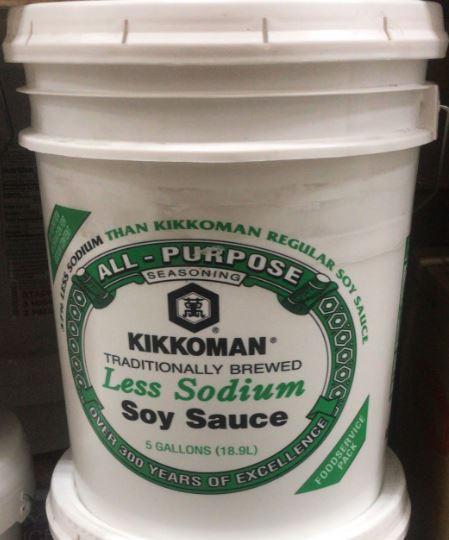 LESS SODIUM THAN KIKKOMAN REGULAR SOY SAUCE
ALL-PURPOSE
SEASONING
®
KIKKOMAN®
TRADITIONALLY BREWED
Less Sodium
Soy Sauce
5 GALLONS (18.9L)
OVER 300 YEARS OF EXCELLENCE
FOODSERVICE
PACK